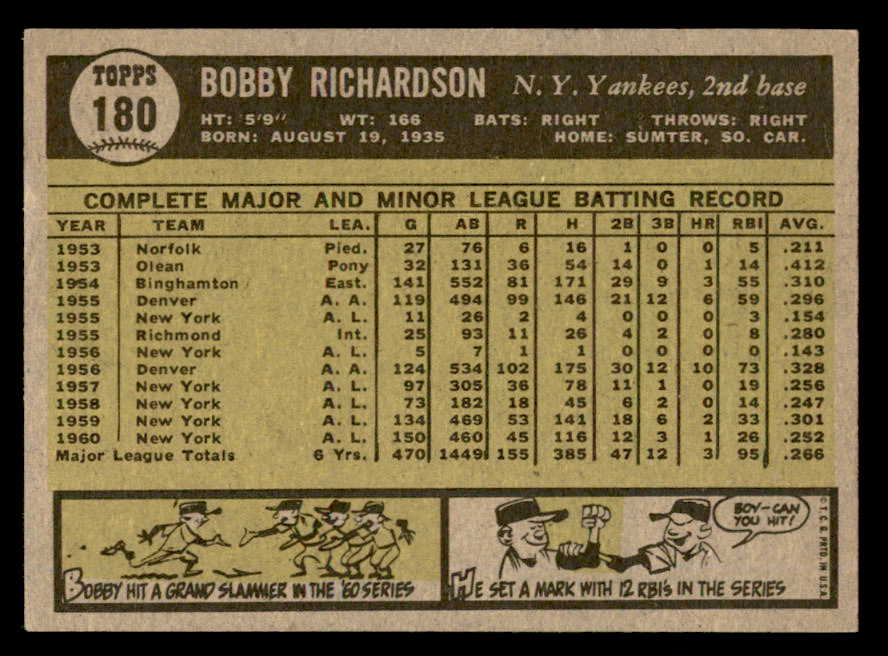 TOPPS
180
BOBBY RICHARDSON N. Y. Yankees, 2nd base
HT: 5'9" WT: 166 BATS: RIGHT THROWS: RIGHT
BORN: AUGUST 19, 1935 HOME: SUMTER, SO. CAR.
COMPLETE MAJOR AND MINOR LEAGUE BATTING RECORD
YEAR TEAM LEA. G AB R H 2B 3B HR RBI AVG.
1953 Norfolk Pied. 27 76 6 16 1 0 0 5 .211
1953 Olean Pony 32 131 36 54 14 0 1 14 .412
1954 Binghamton East. 141 552 81 171 29 9 3 55 .310
1955 Denver A. A. 119 494 99 146 21 12 6 59 .296
1955 New York A. L. 11 26 2 4 0 0 0 3 .154
1955 Richmond Int. 25 93 11 26 4 2 0 8 .280
1956 New York A. L. 5 7 1 1 0 0 0 0 .143
1956 Denver A. A. 124 534 102 175 30 12 10 73 .328
1957 New York A. L. 97 305 36 78 11 1 0 19 .256
1958 New York A. L. 73 182 18 45 6 2 0 14 .247
1959 New York A. L. 134 469 53 141 18 6 2 33 .301
1960 New York A. L. 150 460 45 116 12 3 1 26 .252
Major League Totals 6 Yrs. 470 1449 155 385 47 12 3 95 .266
BOBBY HIT A GRAND SLAMMER IN THE '60 SERIES
BOY-CAN
YOU HIT!
HE SET A MARK WITH 12 RBI'S IN THE SERIES
© T. C. G. PRTD. IN U.S.A.